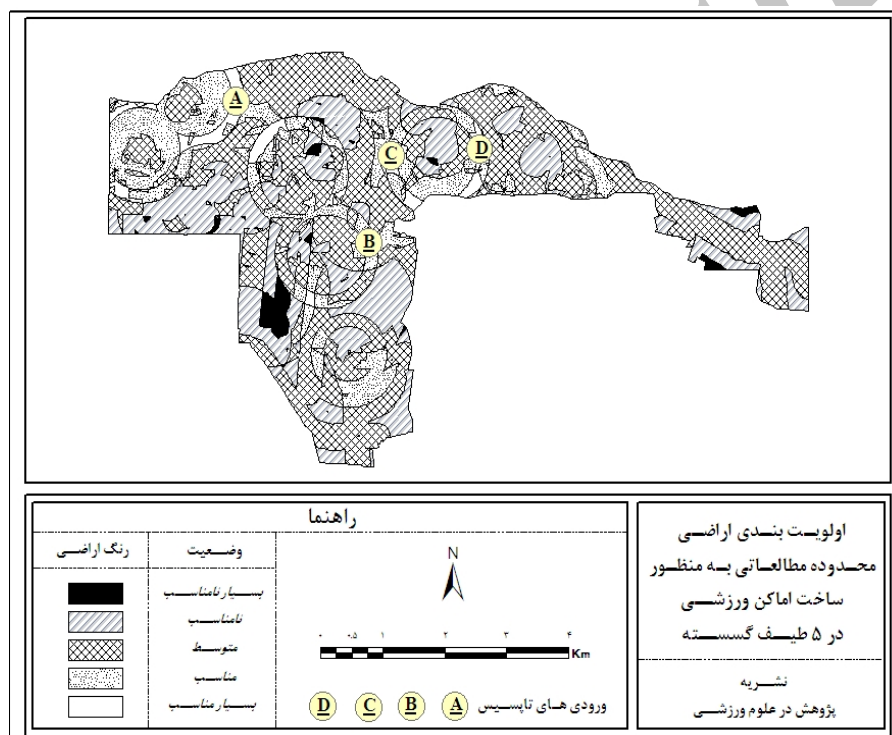 A
C
D
B
راهنما
رنگ اراضی
وضعیت
بسیار نامناسب
نامناسب
متوسط
مناسب
بسیار مناسب
N
۰ ۰.۵ ۱ ۲ ۳ ۴
Km
ورودی های تاپسیس A B C D
اولویت بندی اراضی
محدوده مطالعاتی به منظور
ساخت اماکن ورزشی
در ۵ طیف گسسته
نشریه
پژوهش در علوم ورزشی